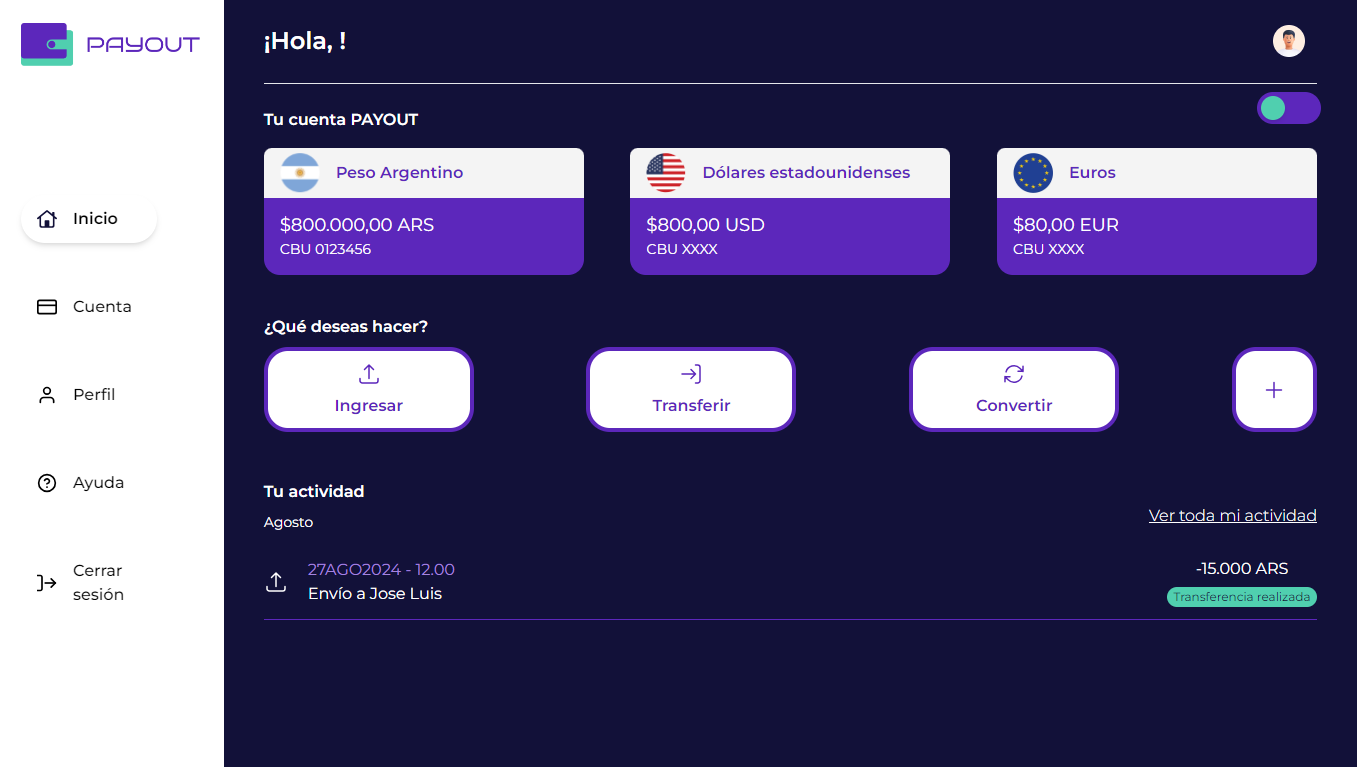 PAYOUT
Inicio
Cuenta
Perfil
Ayuda
Cerrar
sesión
¡Hola, !
Tu cuenta PAYOUT
Peso Argentino
$800.000,00 ARS
CBU 0123456
Dólares estadounidenses
$800,00 USD
CBU XXXX
Euros
$80,00 EUR
CBU XXXX
¿Qué deseas hacer?
Ingresar
Transferir
Convertir
Tu actividad
Agosto
Ver toda mi actividad
27AGO2024 - 12.00
Envío a Jose Luis
-15.000 ARS
Transferencia realizada